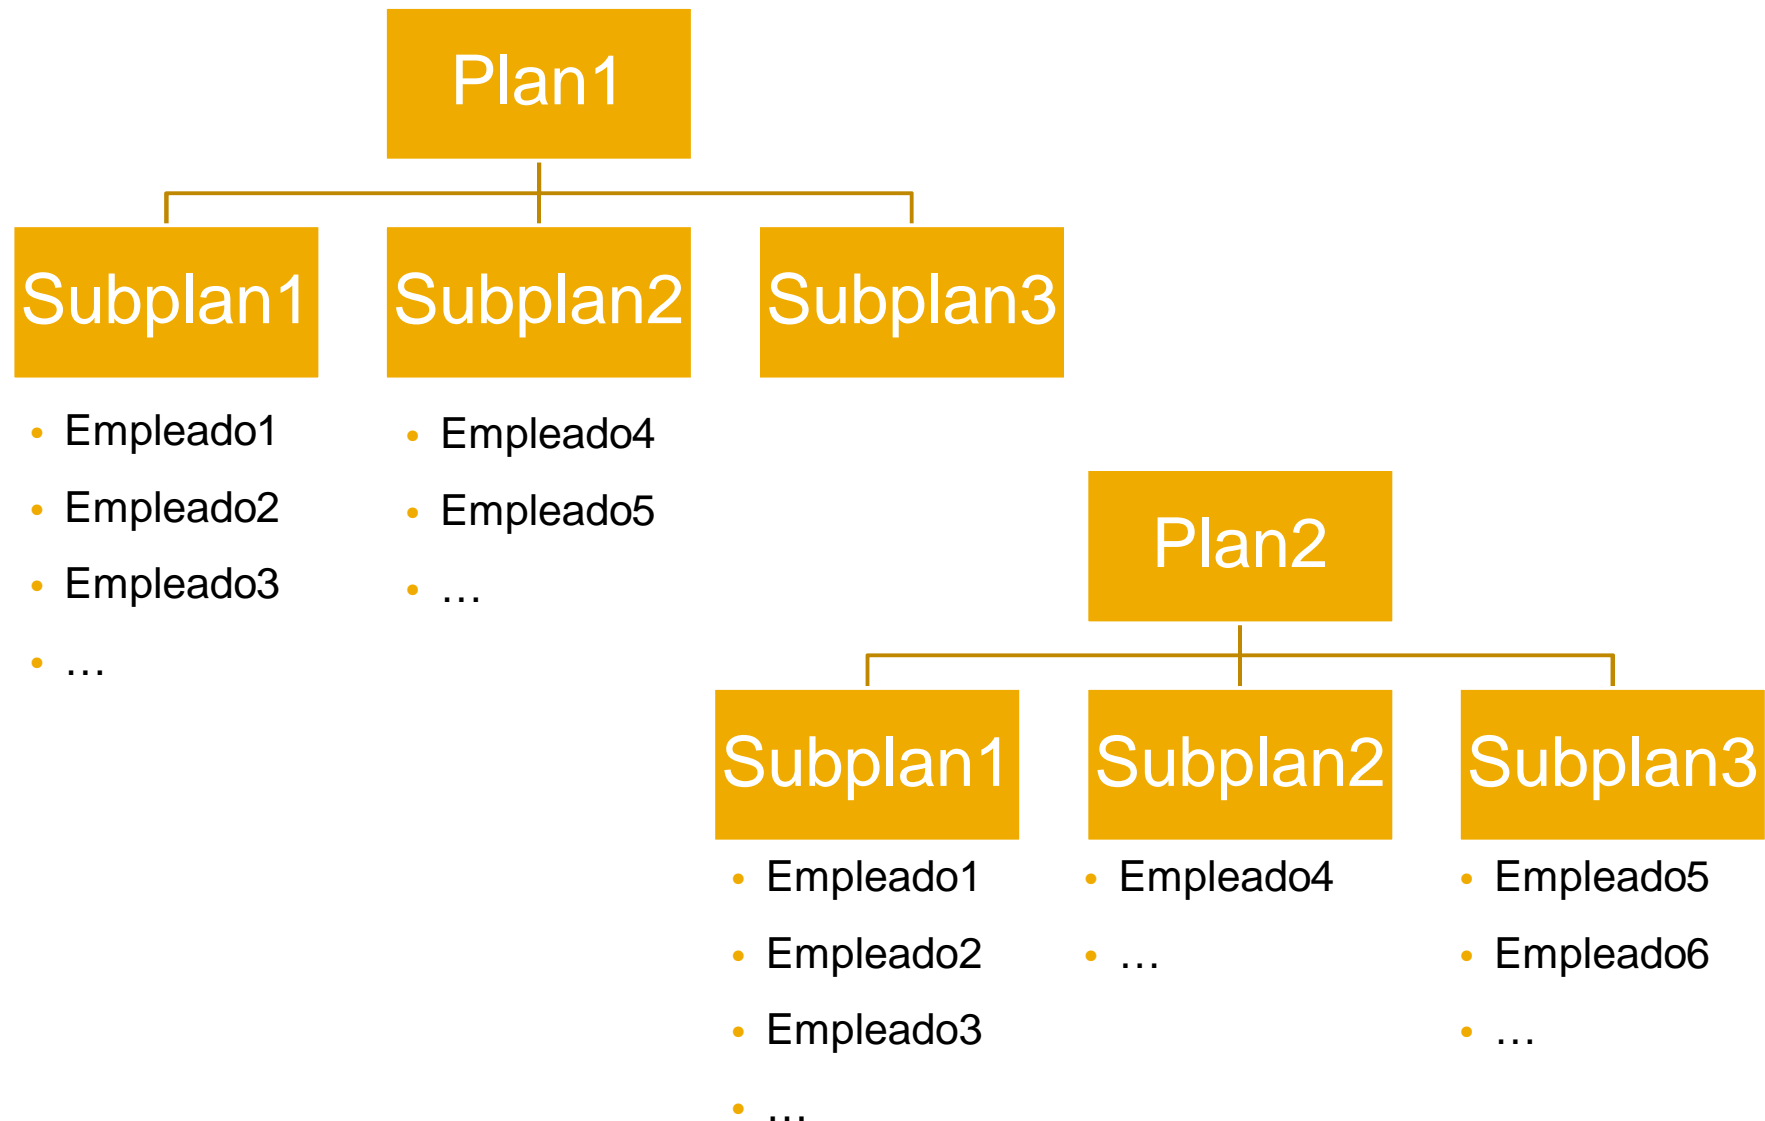 Plan1
Subplan1
Subplan2
Subplan3
• Empleado1
• Empleado2
• Empleado3
• …
• Empleado4
• Empleado5
• …
Plan2
Subplan1
Subplan2
Subplan3
• Empleado1
• Empleado2
• Empleado3
• …
• Empleado4
• …
• Empleado5
• Empleado6
• …